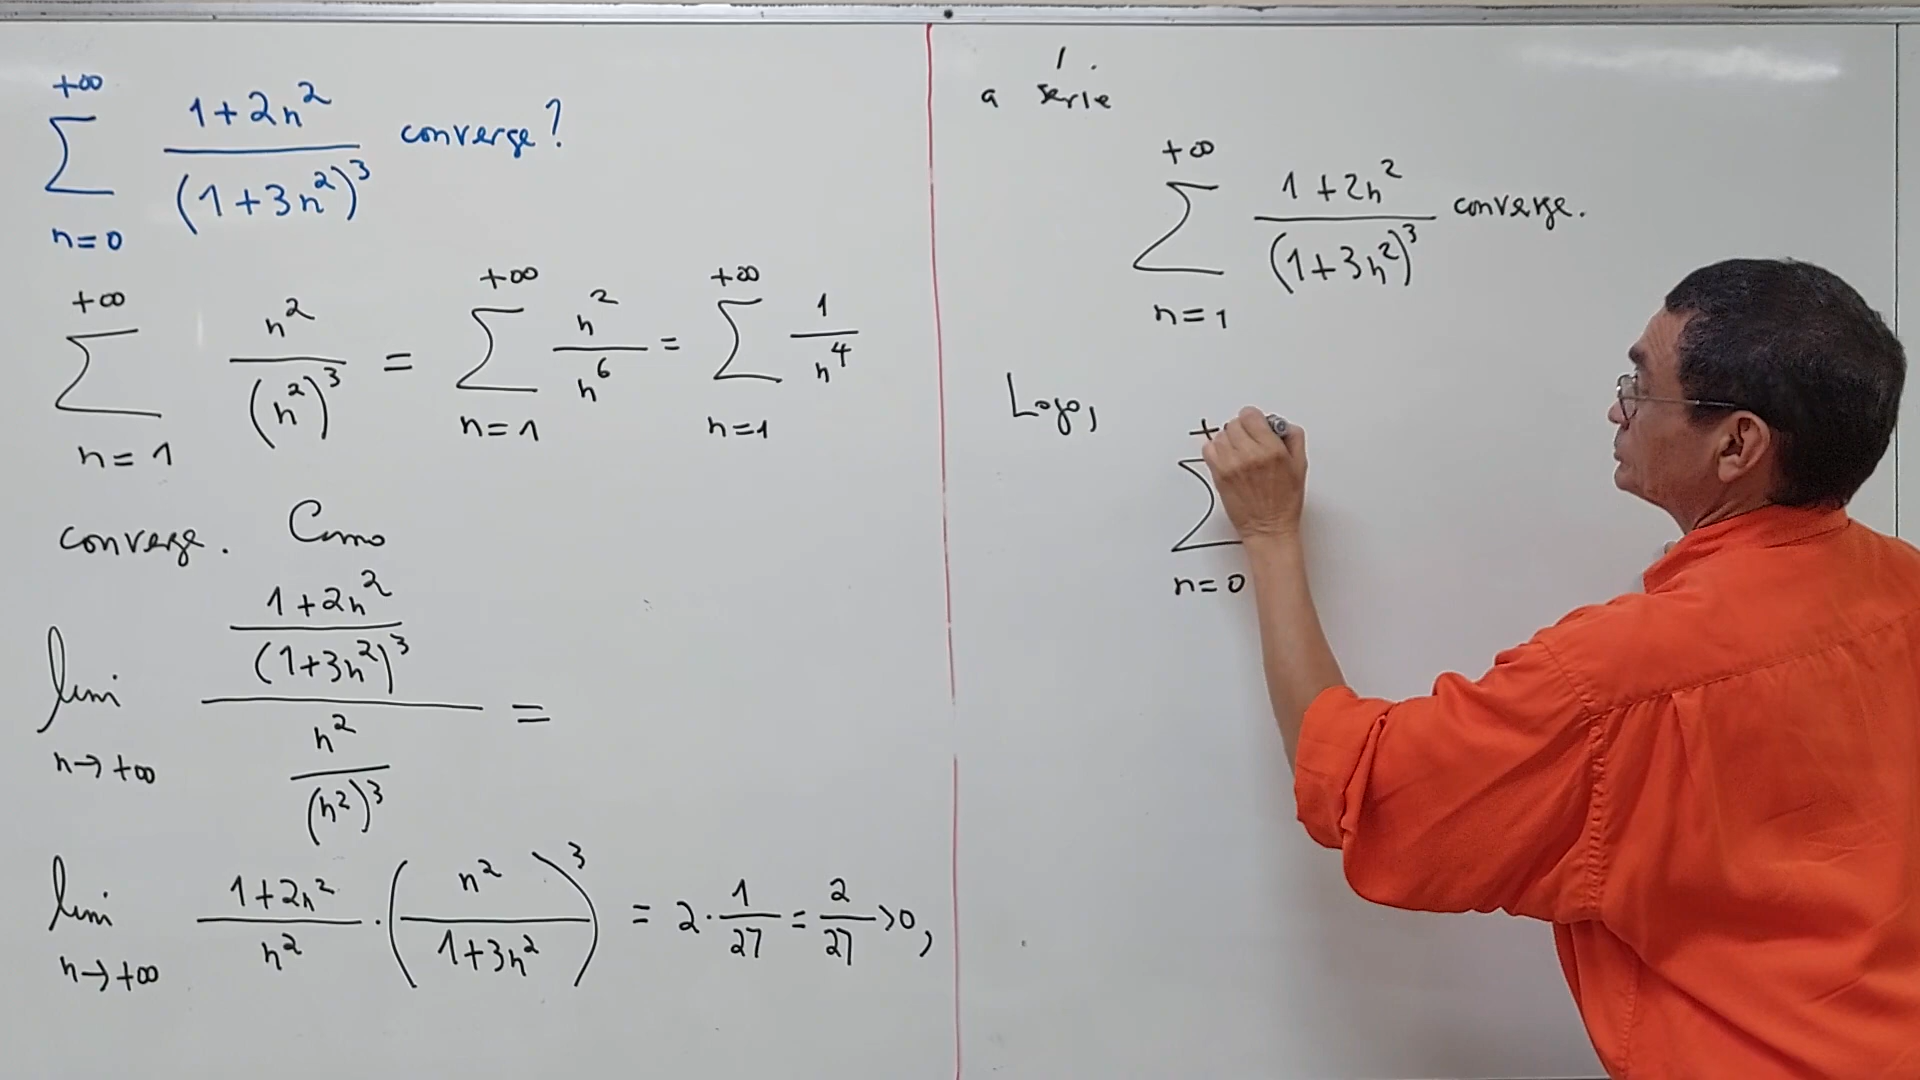 +∞
∑ (1+2n²)/(1+3n²)³ converge?
n=0
+∞ +∞ +∞
∑ n²/(n²)³ = ∑ n²/n⁶ = ∑ 1/n⁴
n=1 n=1 n=1
converge. Como
lim ((1+2n²)/(1+3n²)³)/(n²/(n²)³) =
n→+∞
lim (1+2n²)/n² · (n²/(1+3n²))³ = 2·1/27 = 2/27 >0,
n→+∞
a série
+∞
∑ (1+2n²)/(1+3n²)³ converge.
n=1
Logo,
+
∑
n=0